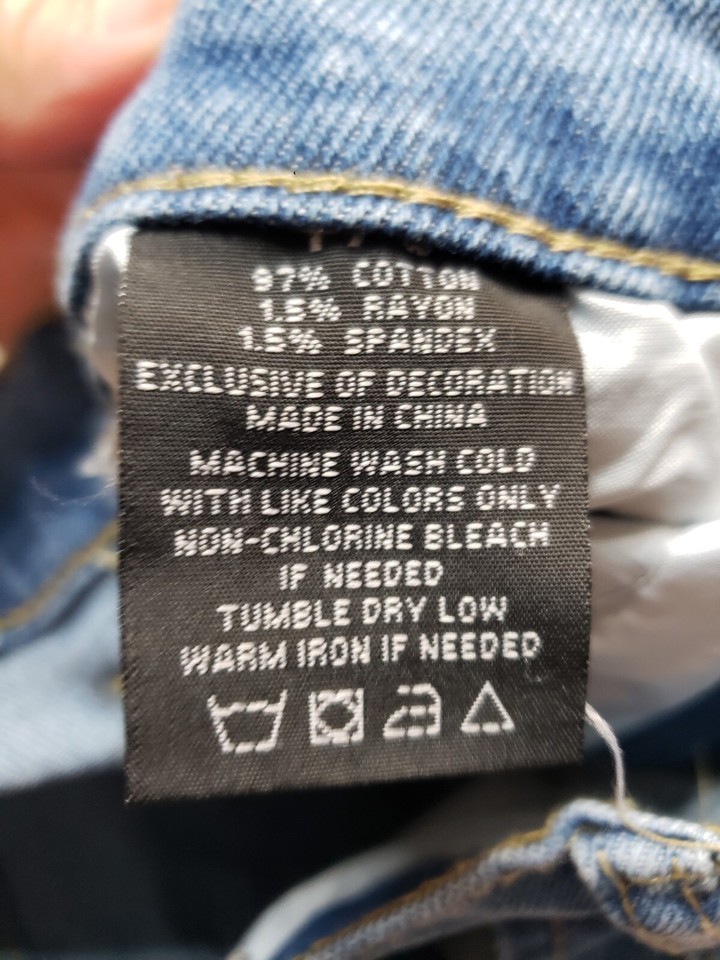 97% COTTON
1.5% RAYON
1.5% SPANDEX
EXCLUSIVE OF DECORATION
MADE IN CHINA
MACHINE WASH COLD
WITH LIKE COLORS ONLY
NON-CHLORINE BLEACH
IF NEEDED
TUMBLE DRY LOW
WARM IRON IF NEEDED